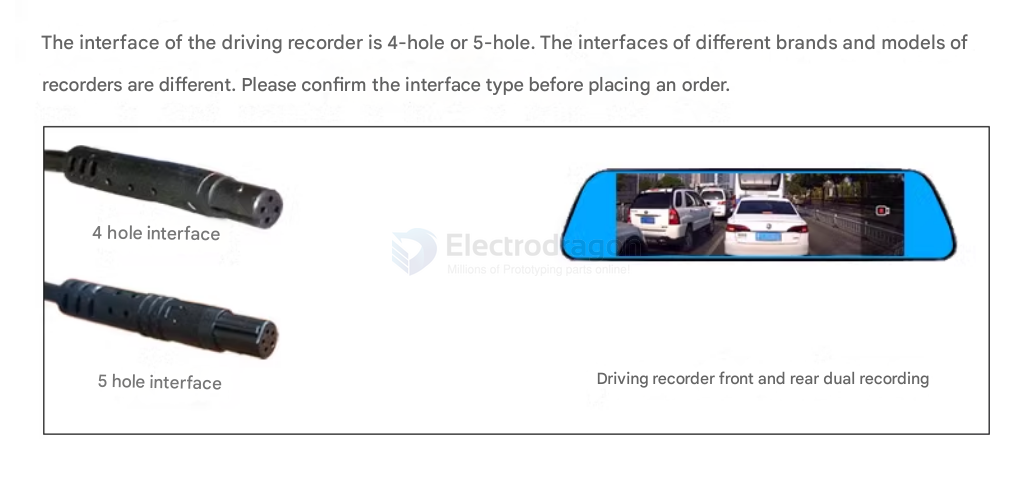 The interface of the driving recorder is 4-hole or 5-hole. The interfaces of different brands and models of
recorders are different. Please confirm the interface type before placing an order.
4 hole interface
Electrodragon
Millions of Prototyping parts online!
5 hole interface
Driving recorder front and rear dual recording